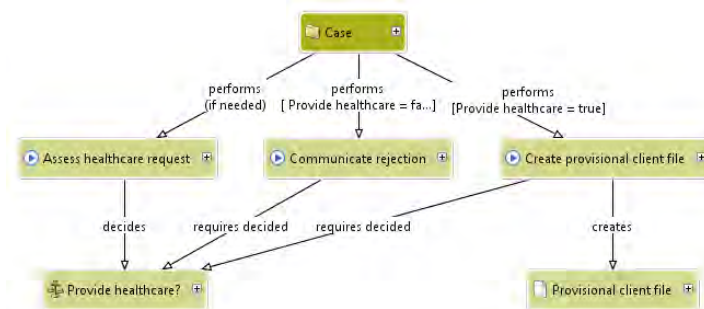 Case
performs
(if needed)
performs
[ Provide healthcare = fa...]
performs
[Provide healthcare = true]
Assess healthcare request
Communicate rejection
Create provisional client file
decides
requires decided
requires decided
creates
Provide healthcare?
Provisional client file